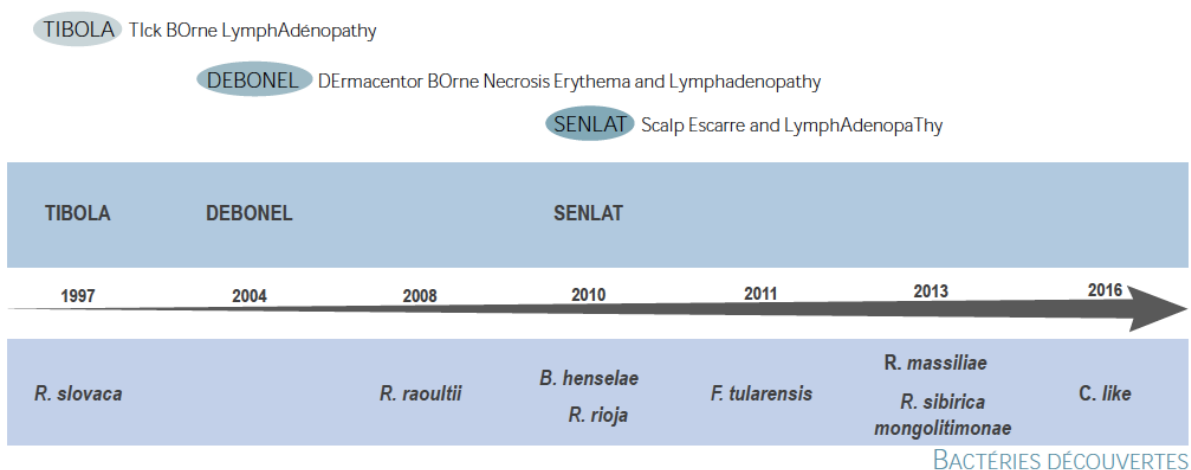 TIBOLA TIck BOrne LymphAdénopathy
DEBONEL DErmacentor BOrne Necrosis Erythema and Lymphadenopathy
SENLAT Scalp Escarre and LymphAdenopaThy
TIBOLA DEBONEL SENLAT
1997 2004 2008 2010 2011 2013 2016
R. slovaca
R. raoultii
B. henselae
R. rioja
F. tularensis
R. massiliae
R. sibirica
mongolitimonae
C. like
BACTÉRIES DÉCOUVERTES